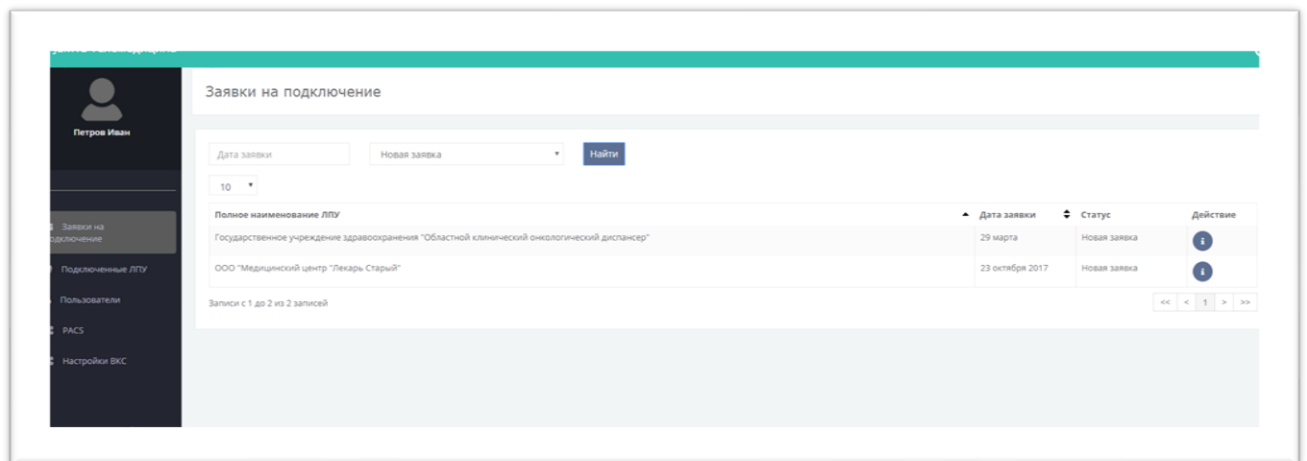 Петров Иван
Заявки на
подключение
Подключенные ЛПУ
Пользователи
PACS
Настройки ВКС
Заявки на подключение
Дата заявки Новая заявка Найти
10
Полное наименование ЛПУ Дата заявки Статус Действие
Государственное учреждение здравоохранения "Областной клинический онкологический диспансер" 29 марта Новая заявка
ООО "Медицинский центр "Лекарь Старый" 23 октября 2017 Новая заявка
Записи с 1 до 2 из 2 записей << < 1 > >>